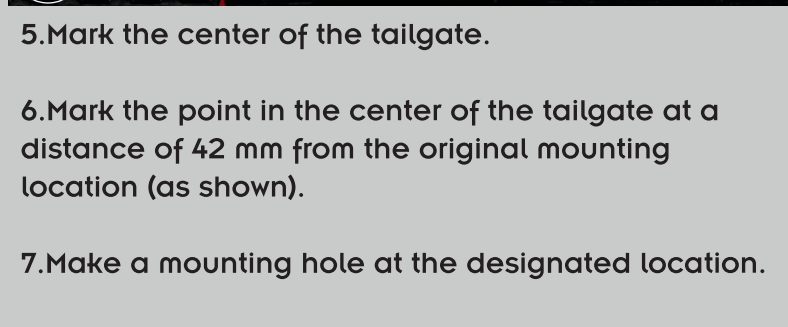 5.Mark the center of the tailgate.
6.Mark the point in the center of the tailgate at a
distance of 42 mm from the original mounting
location (as shown).
7.Make a mounting hole at the designated location.